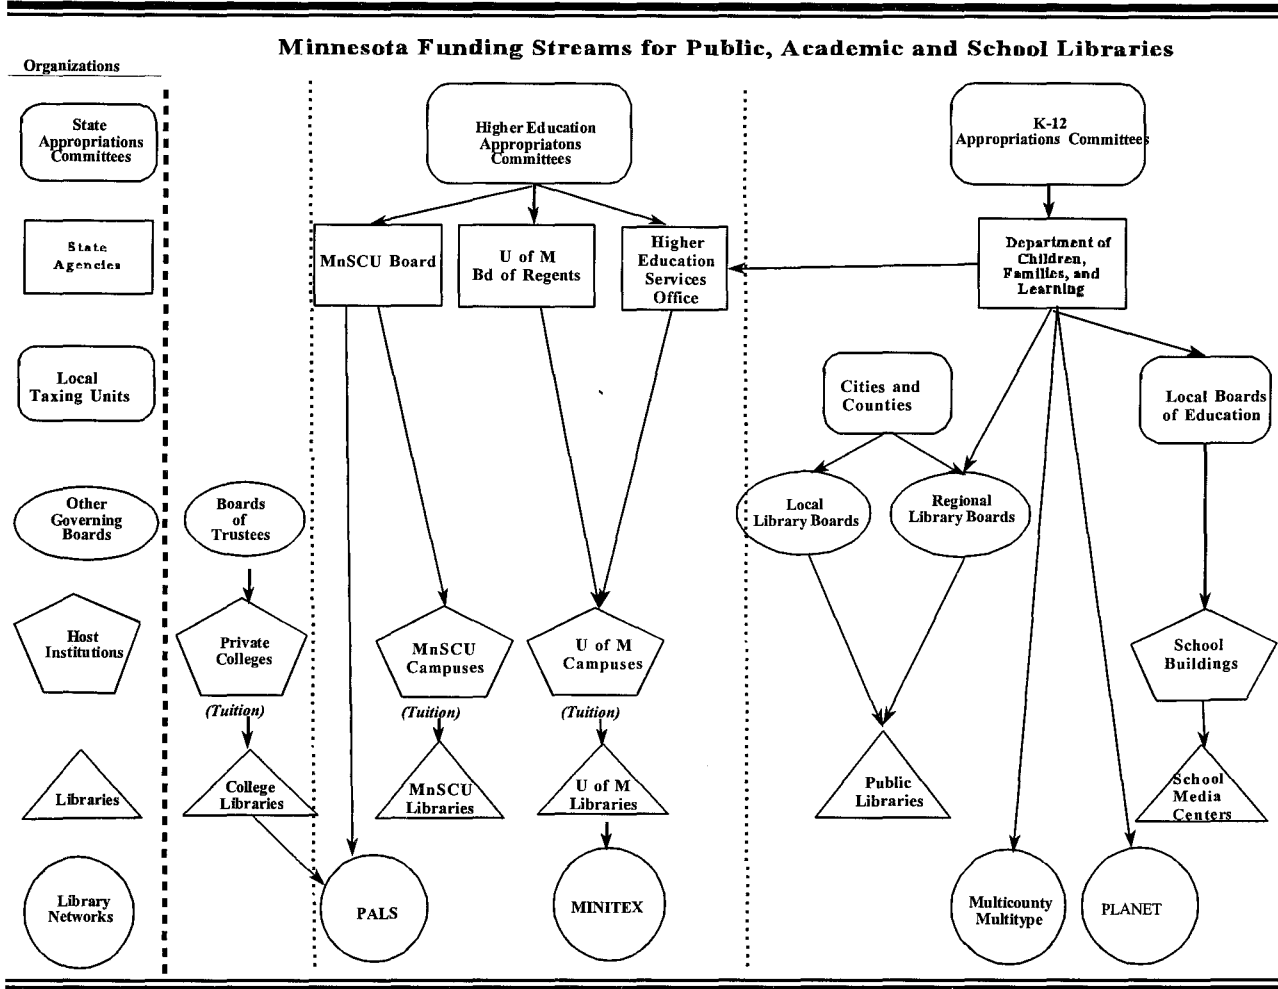 Minnesota Funding Streams for Public, Academic and School Libraries
Organizations
State
Appropriations
Committees
Higher Education
Appropriatons
Committees
K-12
Appropriations Committees
State
Agencies
MnSCU Board
U of M
Bd of Regents
Higher
Education
Services
Office
Department of
Children,
Families, and
Learning
Local
Taxing Units
Cities and
Counties
Local Boards
of Education
Other
Governing
Boards
Boards
of
Trustees
Local
Library Boards
Regional
Library Boards
Host
Institutions
Private
Colleges
MnSCU
Campuses
U of M
Campuses
School
Buildings
(Tuition)
(Tuition)
(Tuition)
Libraries
College
Libraries
MnSCU
Libraries
U of M
Libraries
Public
Libraries
School
Media
Centers
Library
Networks
PALS
MINITEX
Multicounty
Multitype
PLANET